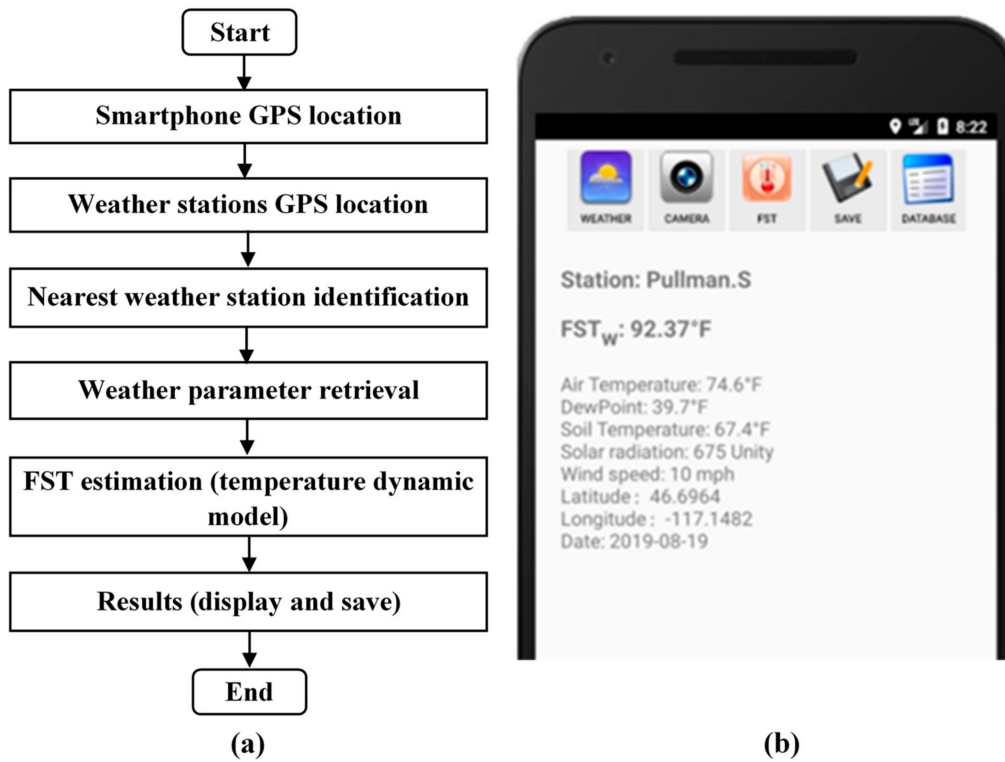 Start
Smartphone GPS location
Weather stations GPS location
Nearest weather station identification
Weather parameter retrieval
FST estimation (temperature dynamic
model)
Results (display and save)
End
(a)
8:22
WEATHER
CAMERA
FST
SAVE
DATABASE
Station: Pullman.S
FSTW: 92.37°F
Air Temperature: 74.6°F
DewPoint: 39.7°F
Soil Temperature: 67.4°F
Solar radiation: 675 Unity
Wind speed: 10 mph
Latitude : 46.6964
Longitude : -117.1482
Date: 2019-08-19
(b)